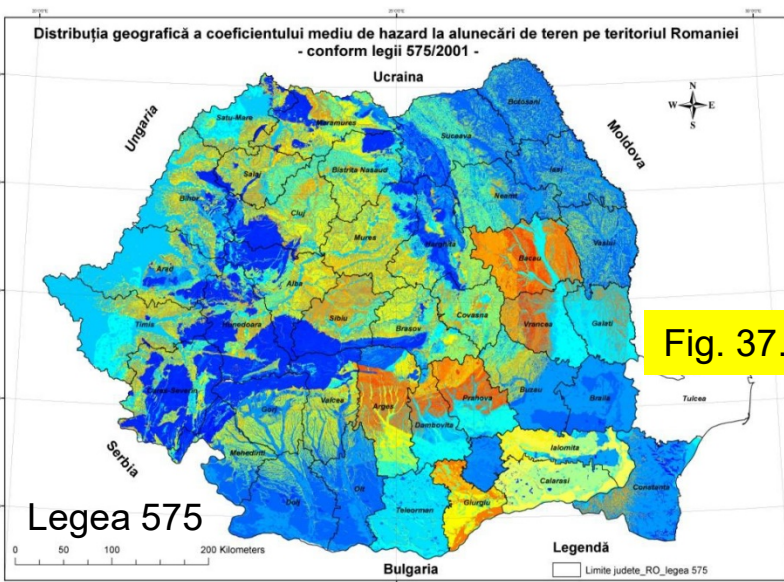 Distribuția geografică a coeficientului mediu de hazard la alunecări de teren pe teritoriul Romaniei
- conform legii 575/2001 -
Ucraina
N
W E
S
Ungaria
Moldova
Satu-Mare
Maramures
Botosani
Suceava
Salaj
Bistrita-Nasaud
Iasi
Bihor
Cluj
Neamt
Mures
Harghita
Bacau
Vaslui
Arad
Alba
Timis
Hunedoara
Sibiu
Brasov
Covasna
Vrancea
Galati
Fig. 37.
Caras-Severin
Gorj
Valcea
Arges
Prahova
Buzau
Braila
Tulcea
Dambovita
Mehedinti
Ialomita
Serbia
Calarasi
Constanta
Dolj
Olt
Teleorman
Giurgiu
Legea 575
0 50 100 200 Kilometers
Bulgaria
Legendă
Limite judete_RO_legea 575